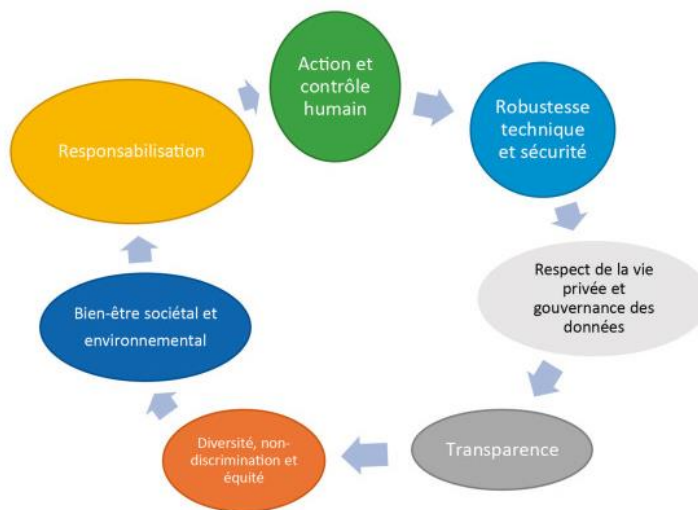 Action et
contrôle
humain
Robustesse
technique
et sécurité
Respect de la vie
privée et
gouvernance des
données
Transparence
Diversité, non-
discrimination et
équité
Bien-être sociétal et
environnemental
Responsabilisation